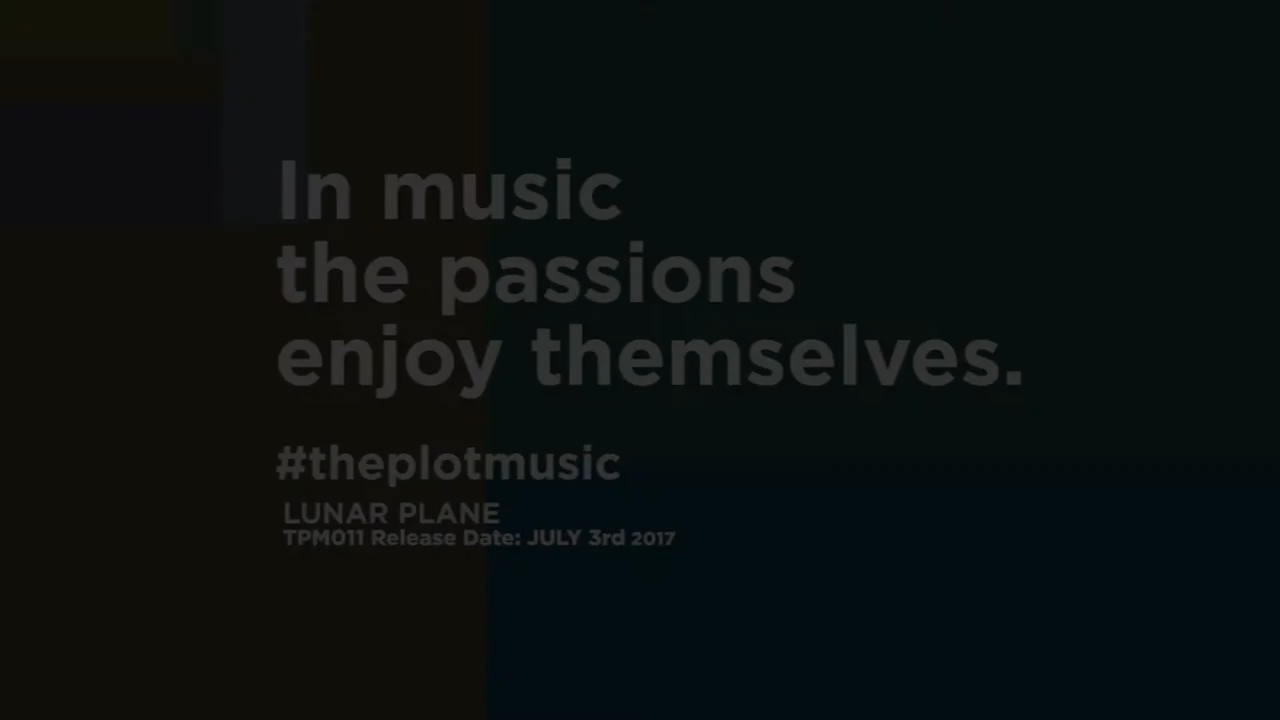 In music
the passions
enjoy themselves.
#theplotmusic
LUNAR PLANE
TPM011 Release Date: JULY 3rd 2017